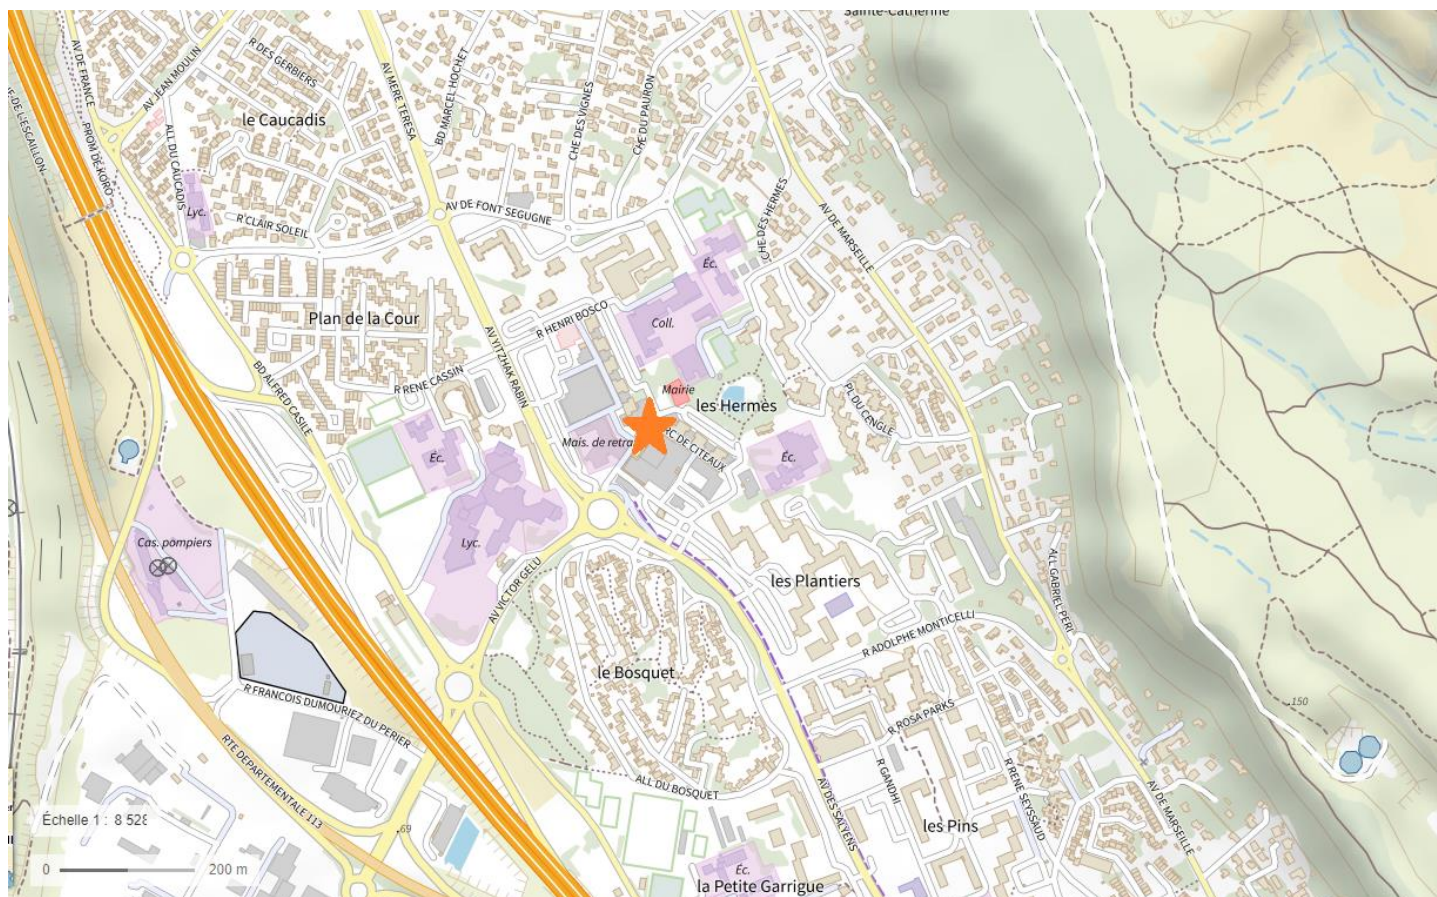 Sainte-Catherine
AV DE FRANCE
AV JEAN MOULIN
R DES GERBIERS
le Caucadis
AV MERE TERESA
BD MARCEL HOCHET
CHE DES VIGNES
CHE DU PAURON
DE L'ESCAILLON
PROM DE KORO
ALL DU CAUCADIS
Lyc.
R CLAIR SOLEIL
AV DE FONT SEGUGNE
CHE DES HERMES
AV DE MARSEILLE
Éc.
Plan de la Cour
R HENRI BOSCO
Coll.
AV YITZHAK RABIN
R RENE CASSIN
BD ALFRED CASILE
Mairie
les Hermès
PL DU CENGLE
Mais. de retra
RC DE CITEAUX
Éc.
Éc.
Cas. pompiers
Lyc.
AV VICTOR GELU
les Plantiers
ALL GABRIEL PERI
R ADOLPHE MONTICELLI
le Bosquet
R FRANCOIS DUMOURIEZ DU PERIER
R ROSA PARKS
150
RTE DEPARTEMENTALE 113
ALL DU BOSQUET
AV DES SALYENS
R GANDHI
R RENE SEYSSAUD
AV DE MARSEILLE
Échelle 1 : 8 528
69
les Pins
0 200 m
Éc.
la Petite Garrigue